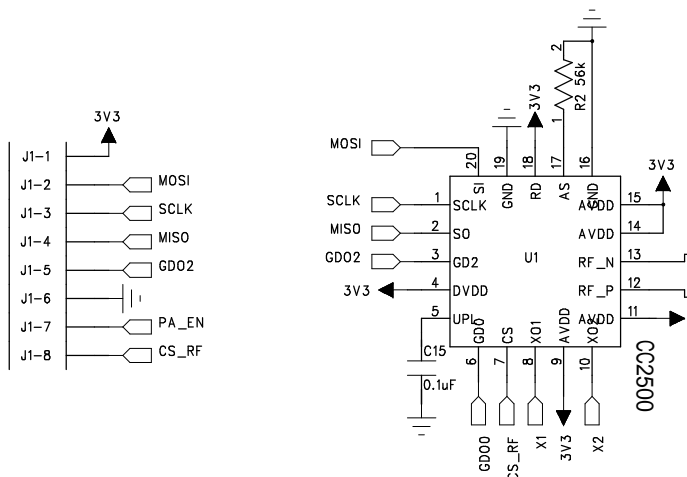 3V3
J1-1
J1-2 MOSI
J1-3 SCLK
J1-4 MISO
J1-5 GDO2
J1-6
J1-7 PA_EN
J1-8 CS_RF
2
R2 56k
1
3V3
MOSI
20 19 18 17 16
SI GND RD AS GND
3V3
SCLK 1 SCLK AVDD 15
MISO 2 SO AVDD 14
GDO2 3 GD2 U1 RF_N 13
3V3 4 DVDD RF_P 12
5 UPL AVDD 11
GD0 CS XO1 AVDD XO2
C15
0.1uF
6 7 8 9 10
CC2500
GDO0 CS_RF X1 3V3 X2